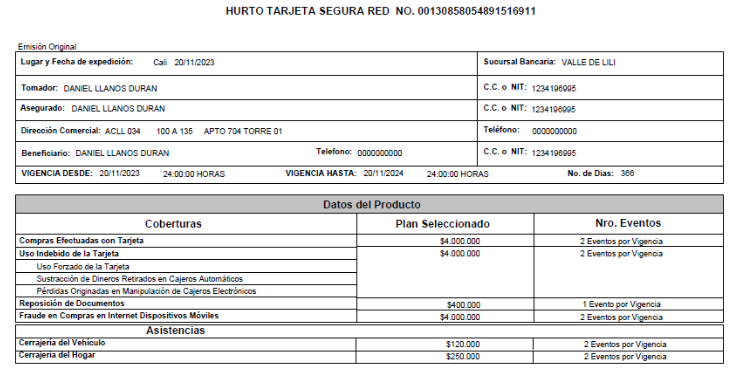 HURTO TARJETA SEGURA RED NO. 00130858054891516911
Emisión Original
Lugar y Fecha de expedición: Cali 20/11/2023 Sucursal Bancaria: VALLE DE LILI
Tomador: DANIEL LLANOS DURAN C.C. o NIT: 1234196995
Asegurado: DANIEL LLANOS DURAN C.C. o NIT: 1234196995
Dirección Comercial: ACLL 034 100 A 135 APTO 704 TORRE 01 Teléfono: 0000000000
Beneficiario: DANIEL LLANOS DURAN Telefono: 0000000000 C.C. o NIT: 1234196995
VIGENCIA DESDE: 20/11/2023 24:00:00 HORAS VIGENCIA HASTA: 20/11/2024 24:00:00 HORAS No. de Dias: 366
Datos del Producto
Coberturas Plan Seleccionado Nro. Eventos
Compras Efectuadas con Tarjeta $4.000.000 2 Eventos por Vigencia
Uso Indebido de la Tarjeta $4.000.000 2 Eventos por Vigencia
Uso Forzado de la Tarjeta
Sustracción de Dineros Retirados en Cajeros Automáticos
Pérdidas Originadas en Manipulación de Cajeros Electrónicos
Reposición de Documentos $400.000 1 Evento por Vigencia
Fraude en Compras en Internet Dispositivos Móviles $4.000.000 2 Eventos por Vigencia
Asistencias
Cerrajería del Vehículo $120.000 2 Eventos por Vigencia
Cerrajería del Hogar $250.000 2 Eventos por Vigencia